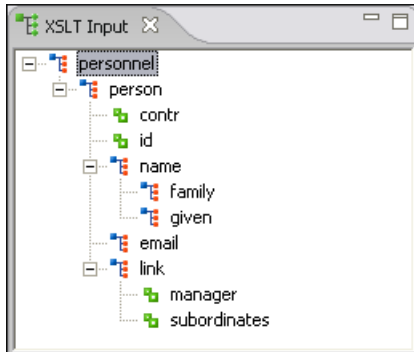 XSLT Input
personnel
person
contr
id
name
family
given
email
link
manager
subordinates